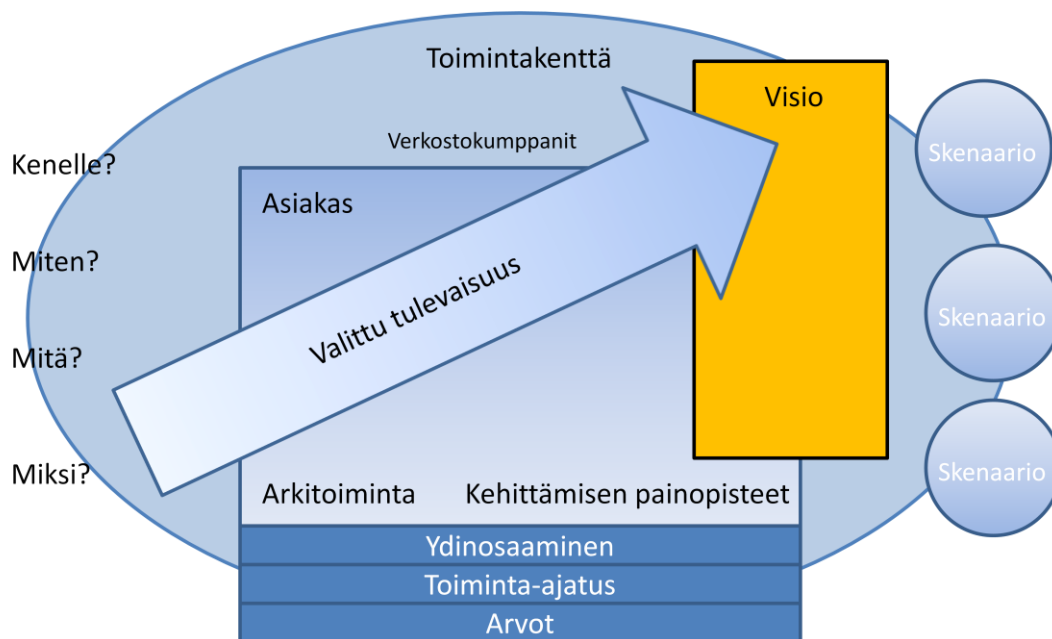 Toimintakenttä
Visio
Verkostokumppanit
Skenaario
Kenelle?
Asiakas
Miten?
Valittu tulevaisuus
Skenaario
Mitä?
Miksi?
Skenaario
Arkitoiminta
Kehittämisen painopisteet
Ydinosaaminen
Toiminta-ajatus
Arvot